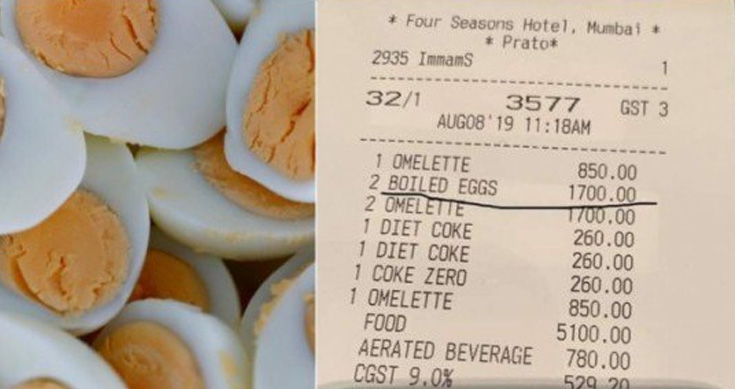 * Four Seasons Hotel, Mumbai *
* Prato*
2935 ImmamS 1
32/1 3577 GST 3
AUG08'19 11:18AM
1 OMELETTE 850.00
2 BOILED EGGS 1700.00
2 OMELETTE 1700.00
1 DIET COKE 260.00
1 DIET COKE 260.00
1 COKE ZERO 260.00
1 OMELETTE 850.00
FOOD 5100.00
AERATED BEVERAGE 780.00
CGST 9.0% 529.20